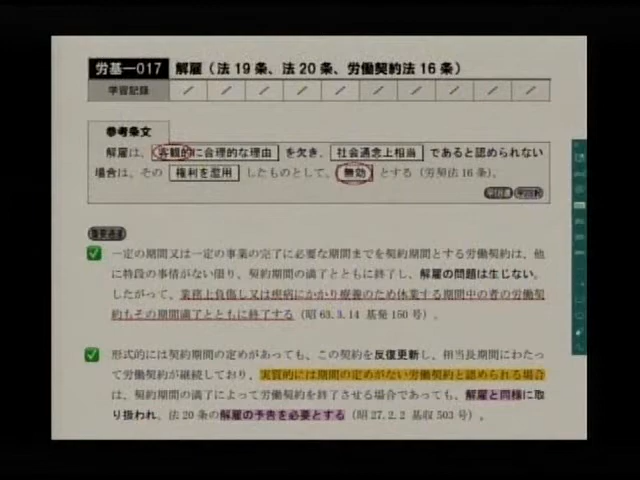 労基―017 解雇（法19条、法20条、労働契約法16条）
学習記録 ／ ／ ／ ／ ／ ／ ／ ／ ／ ／
参考条文
解雇は、客観的に合理的な理由を欠き、社会通念上相当であると認められない
場合は、その権利を濫用したものとして、無効とする（労契法16条）。
重要通達
一定の期間又は一定の事業の完了に必要な期間までを契約期間とする労働契約は、他
に特段の事情がない限り、契約期間の満了とともに終了し、解雇の問題は生じない。
したがって、業務上負傷し又は疾病にかかり療養のため休業する期間中の者の労働契
約もその期間満了とともに終了する（昭63.3.14 基発150号）。
形式的には契約期間の定めがあっても、この契約を反復更新し、相当長期間にわたっ
て労働契約が継続しており、実質的には期間の定めがない労働契約と認められる場合
は、契約期間の満了によって労働契約を終了させる場合であっても、解雇と同様に取
り扱われ、法20条の解雇の予告を必要とする（昭27.2.2 基収503号）。